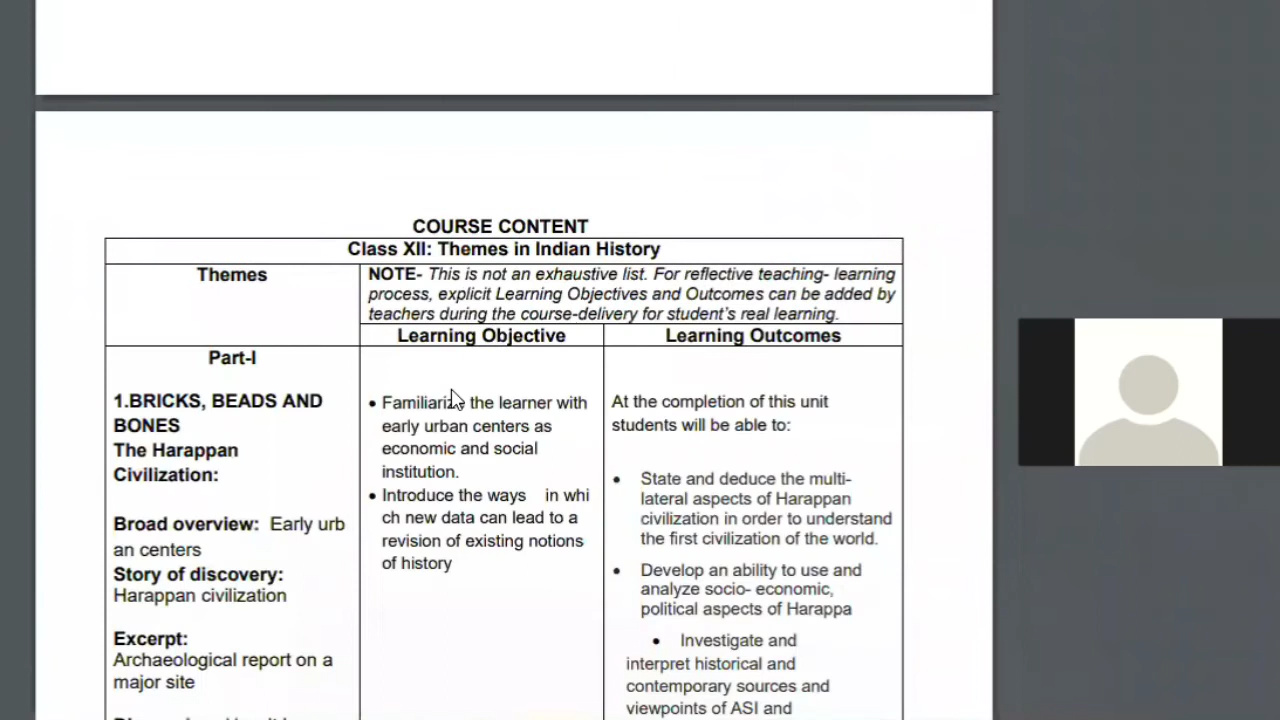 COURSE CONTENT
Class XII: Themes in Indian History
Themes
NOTE- This is not an exhaustive list. For reflective teaching- learning
process, explicit Learning Objectives and Outcomes can be added by
teachers during the course-delivery for student's real learning.
Learning Objective
Learning Outcomes
Part-I
1.BRICKS, BEADS AND
BONES
The Harappan
Civilization:
Broad overview: Early urb
an centers
Story of discovery:
Harappan civilization
Excerpt:
Archaeological report on a
major site
• Familiarize the learner with
early urban centers as
economic and social
institution.
• Introduce the ways in whi
ch new data can lead to a
revision of existing notions
of history
At the completion of this unit
students will be able to:
• State and deduce the multi-
lateral aspects of Harappan
civilization in order to understand
the first civilization of the world.
• Develop an ability to use and
analyze socio- economic,
political aspects of Harappa
• Investigate and
interpret historical and
contemporary sources and
viewpoints of ASI and